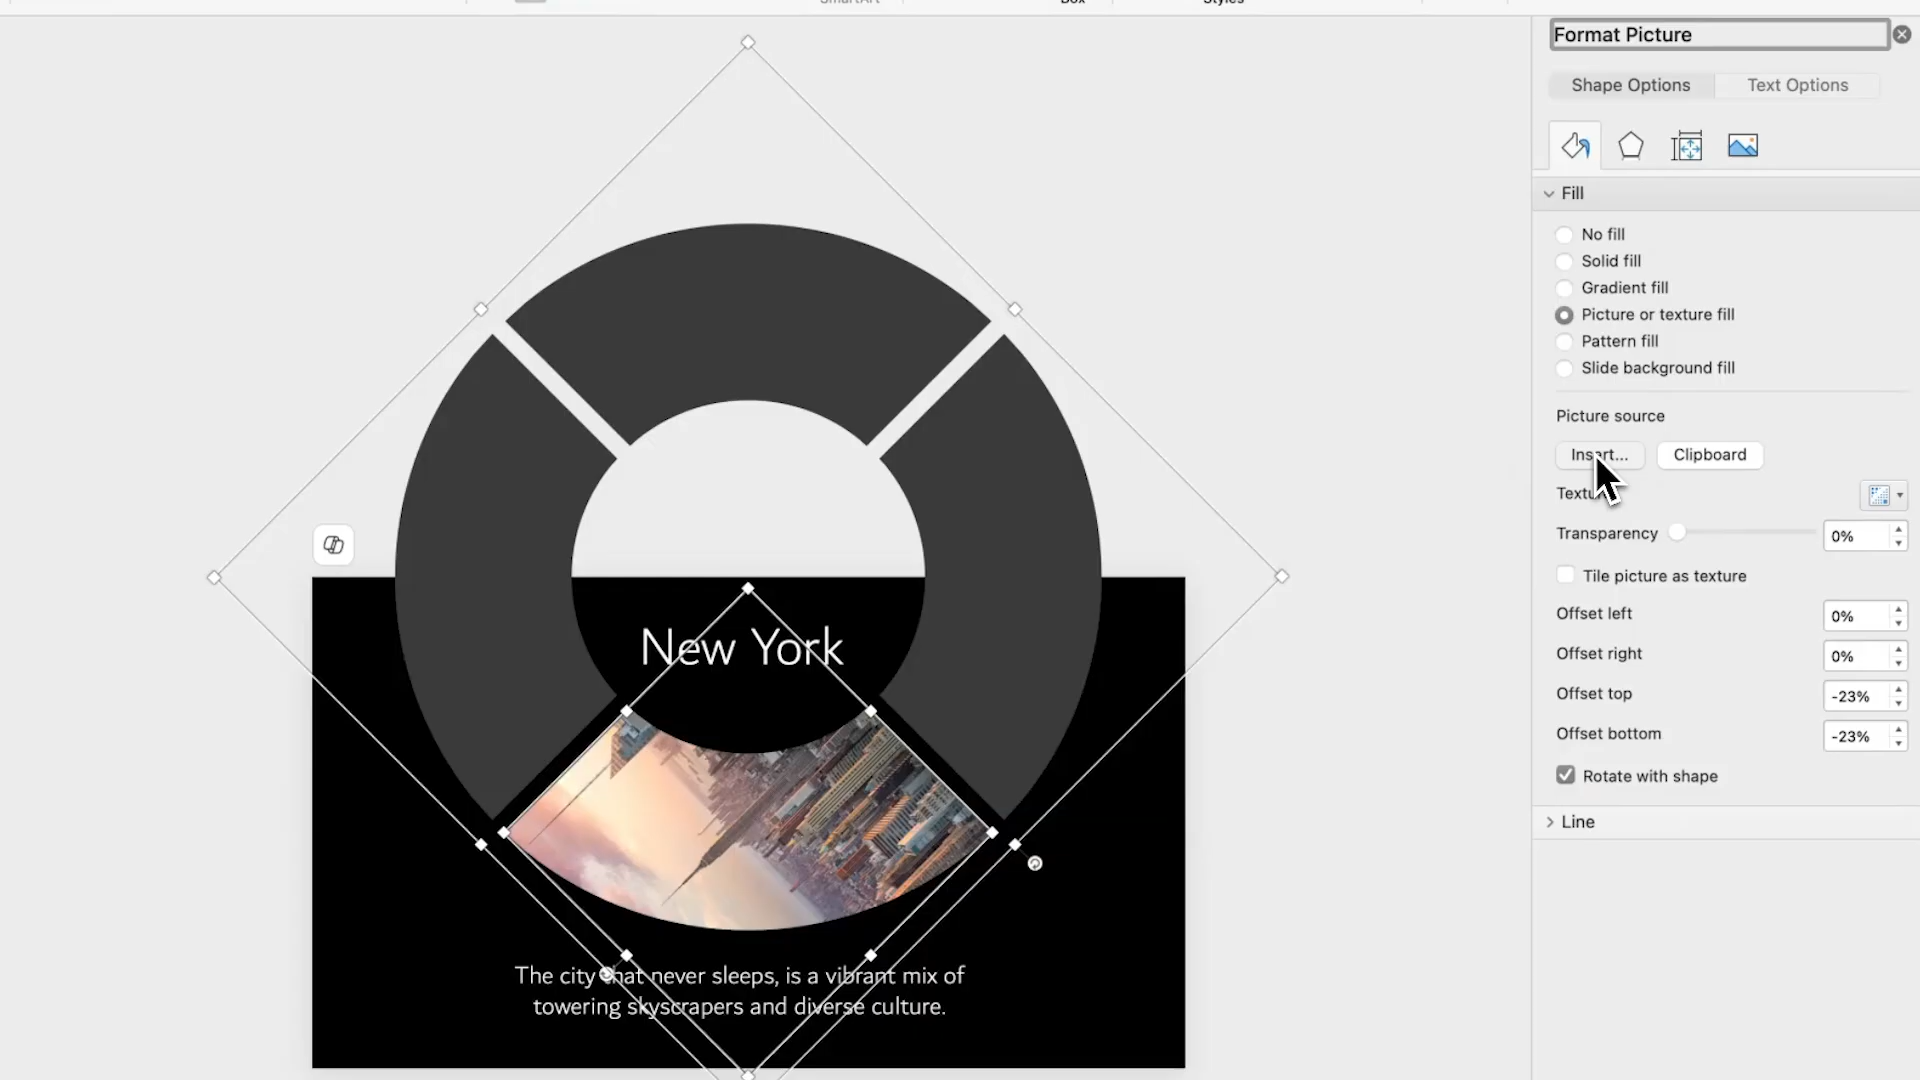 SmartArt
Box
Styles
Format Picture
Shape Options
Text Options
Fill
No fill
Solid fill
Gradient fill
Picture or texture fill
Pattern fill
Slide background fill
Picture source
Insert...
Clipboard
Transparency
0%
Tile picture as texture
Offset left
0%
Offset right
0%
Offset top
-23%
Offset bottom
-23%
Rotate with shape
Line
New York
The city that never sleeps, is a vibrant mix of
towering skyscrapers and diverse culture.